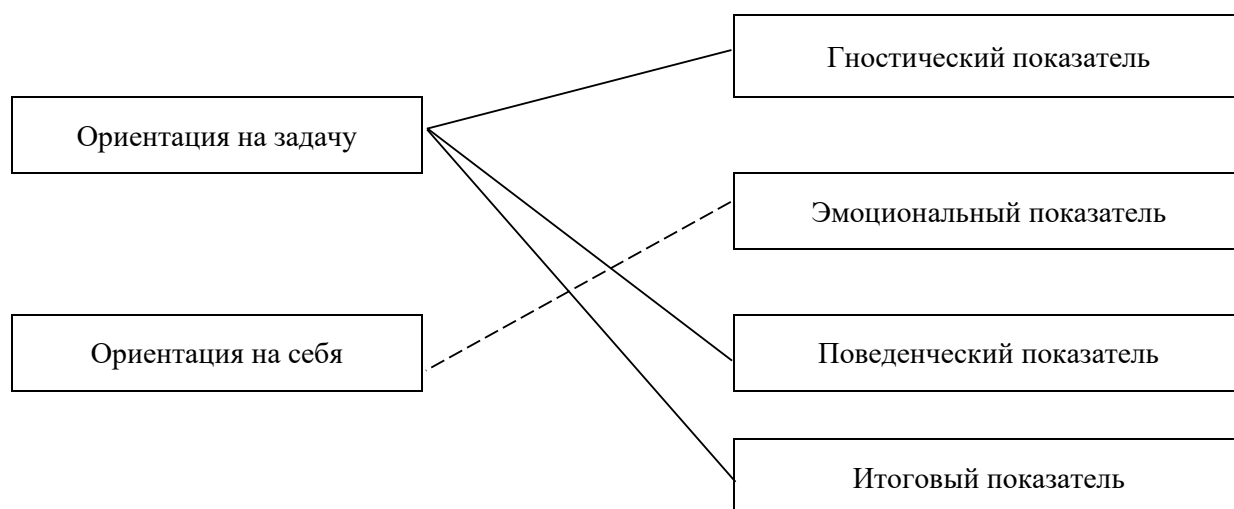 Гностический показатель
Ориентация на задачу
Эмоциональный показатель
Ориентация на себя
Поведенческий показатель
Итоговый показатель